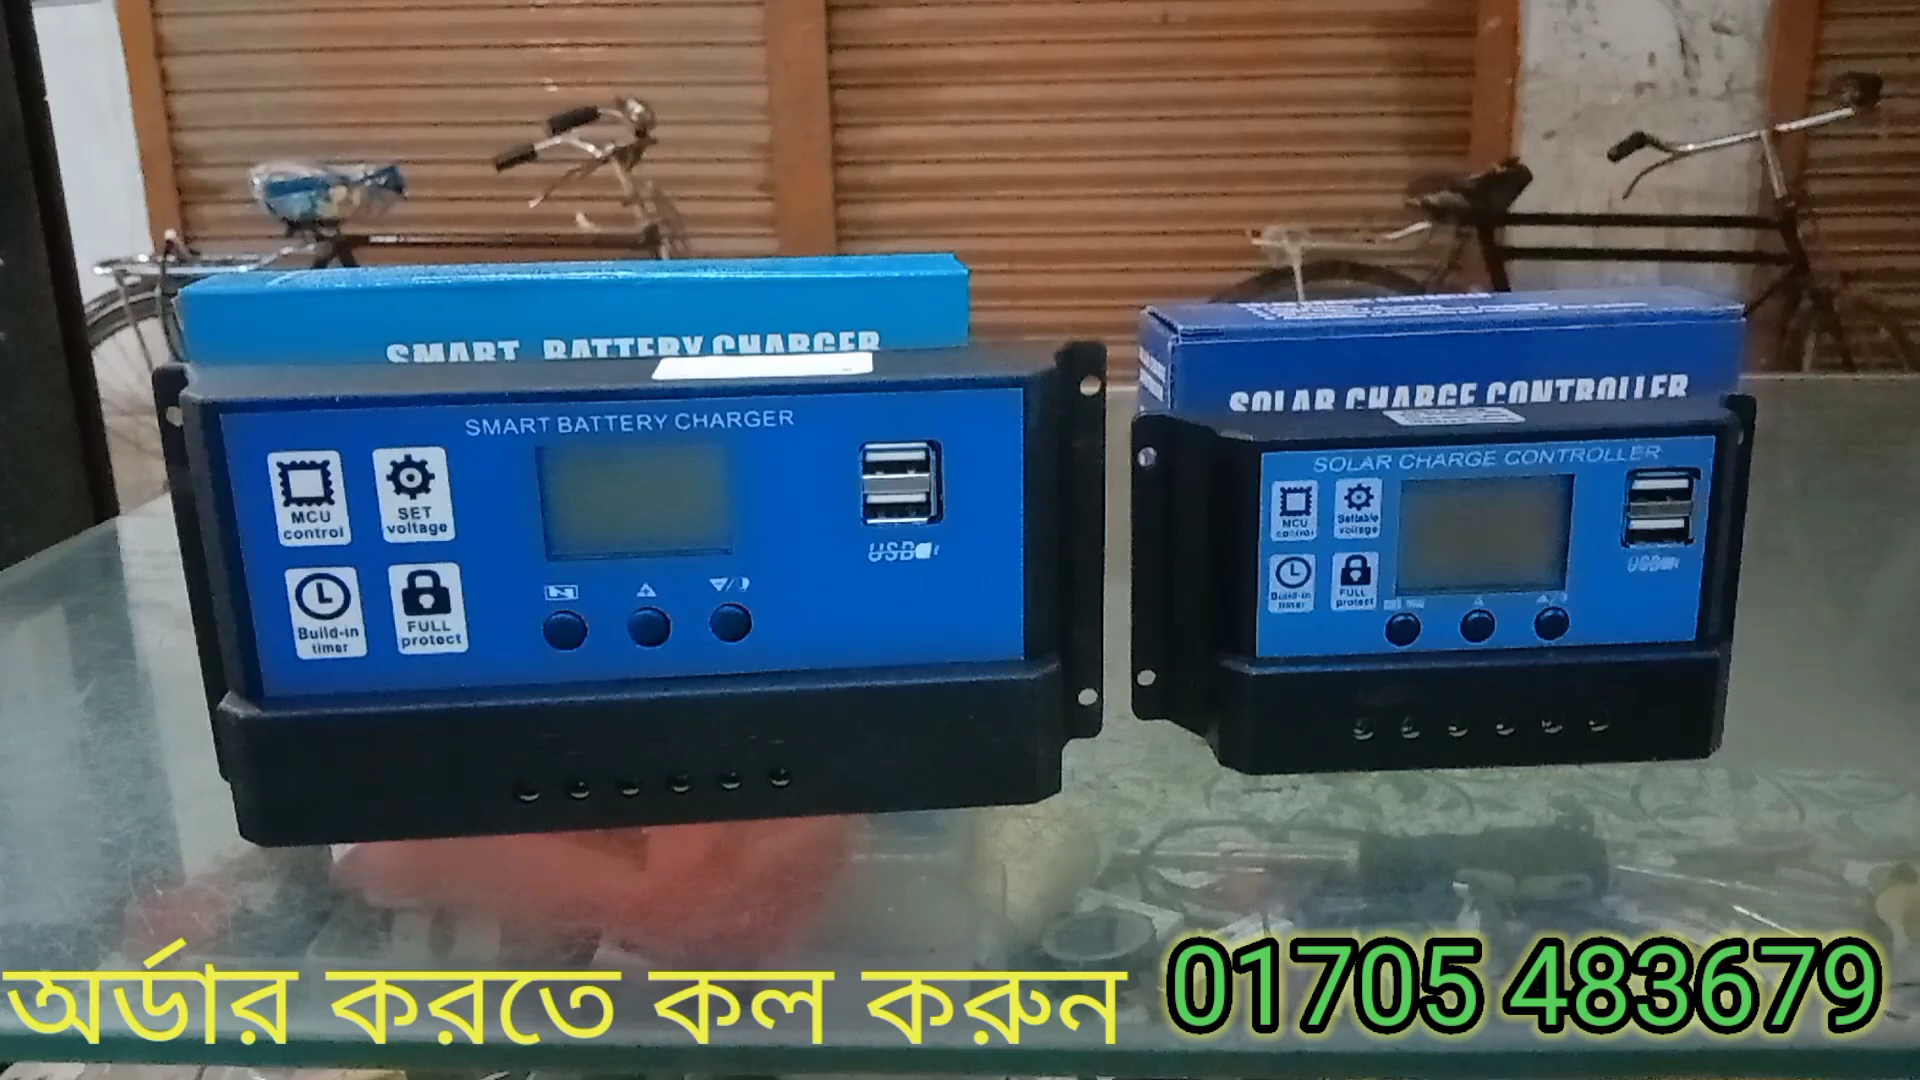 SMART BATTERY CHARGER
SOLAR CHARGE CONTROLLER
SMART BATTERY CHARGER
MCU control
SET voltage
Build-in timer
FULL protect
USB
SOLAR CHARGE CONTROLLER
MCU control
Settable voltage
Build-in timer
FULL protect
USB
অর্ডার করতে কল করুন 01705 483679